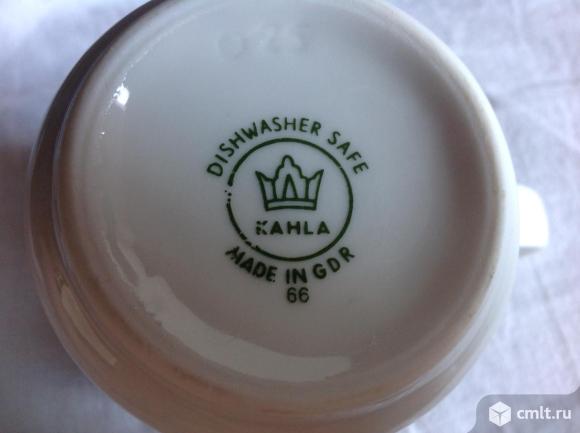 DISHWASHER SAFE
KAHLA
MADE IN GDR
66
cmlt.ru